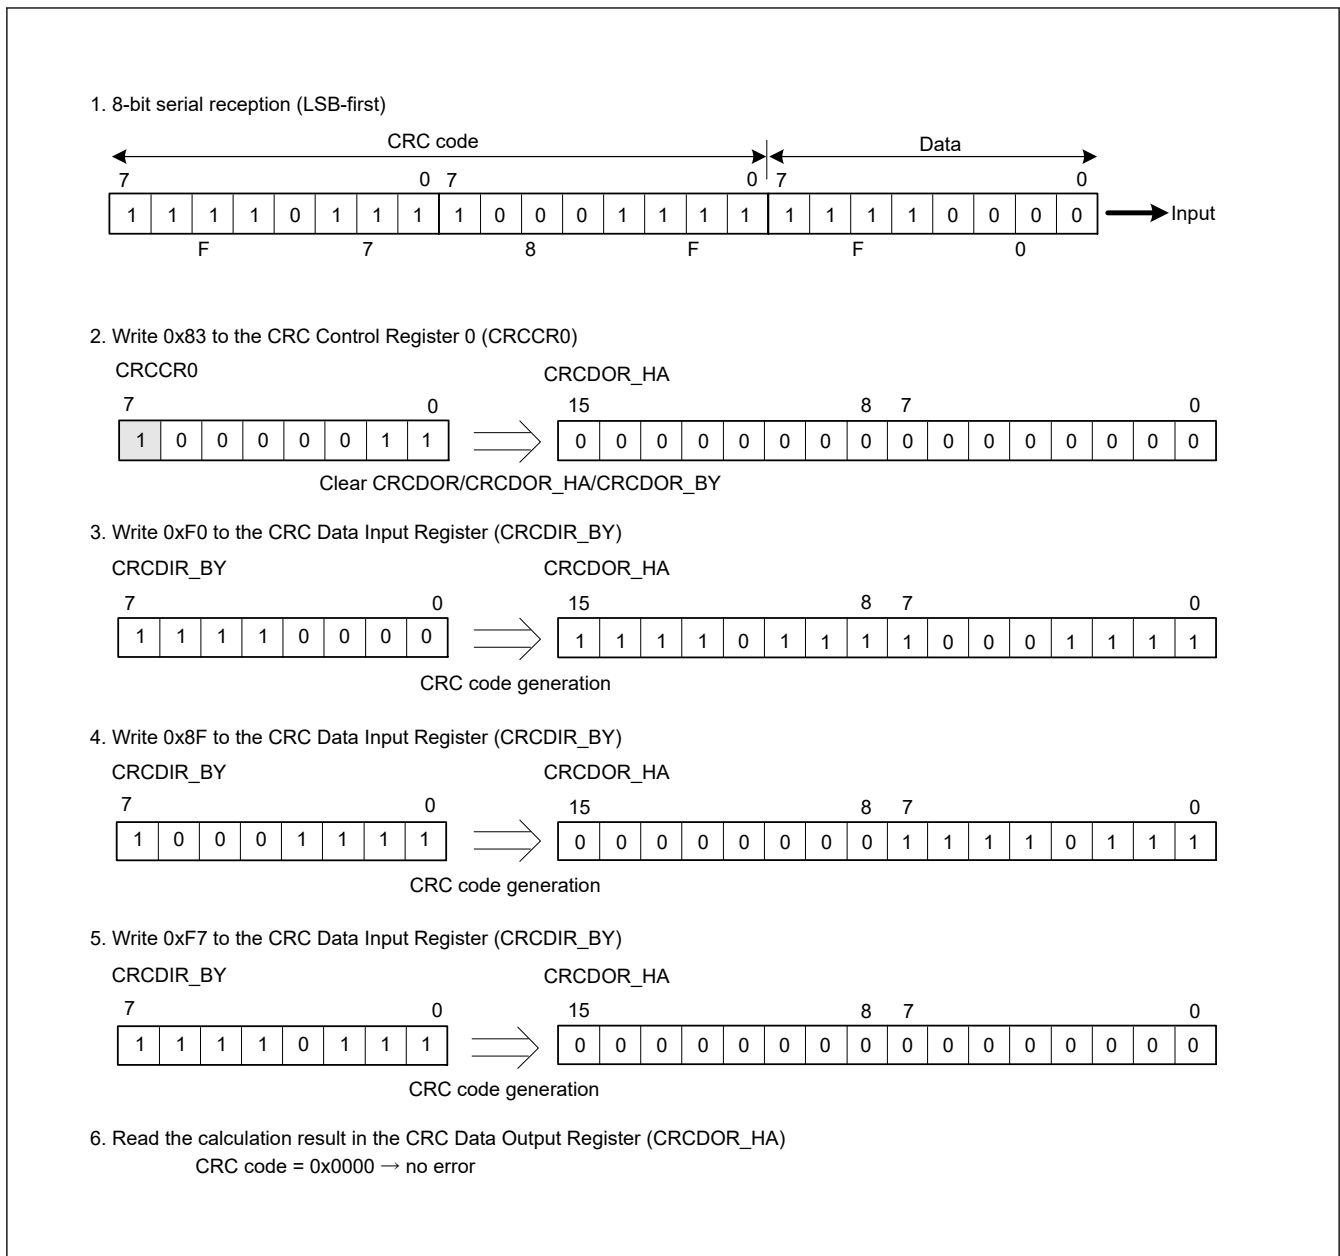 1. 8-bit serial reception (LSB-first)
CRC code Data
7 0 7 0 7 0
1 1 1 1 0 1 1 1 1 0 0 0 1 1 1 1 1 1 1 1 0 0 0 0 Input
F 7 8 F F 0
2. Write 0x83 to the CRC Control Register 0 (CRCCR0)
CRCCR0 CRCDOR_HA
7 0 15 8 7 0
1 0 0 0 0 0 1 1 0 0 0 0 0 0 0 0 0 0 0 0 0 0 0 0
Clear CRCDOR/CRCDOR_HA/CRCDOR_BY
3. Write 0xF0 to the CRC Data Input Register (CRCDIR_BY)
CRCDIR_BY CRCDOR_HA
7 0 15 8 7 0
1 1 1 1 0 0 0 0 1 1 1 1 0 1 1 1 1 0 0 0 1 1 1 1
CRC code generation
4. Write 0x8F to the CRC Data Input Register (CRCDIR_BY)
CRCDIR_BY CRCDOR_HA
7 0 15 8 7 0
1 0 0 0 1 1 1 1 0 0 0 0 0 0 0 0 1 1 1 1 0 1 1 1
CRC code generation
5. Write 0xF7 to the CRC Data Input Register (CRCDIR_BY)
CRCDIR_BY CRCDOR_HA
7 0 15 8 7 0
1 1 1 1 0 1 1 1 0 0 0 0 0 0 0 0 0 0 0 0 0 0 0 0
CRC code generation
6. Read the calculation result in the CRC Data Output Register (CRCDOR_HA)
CRC code = 0x0000 → no error